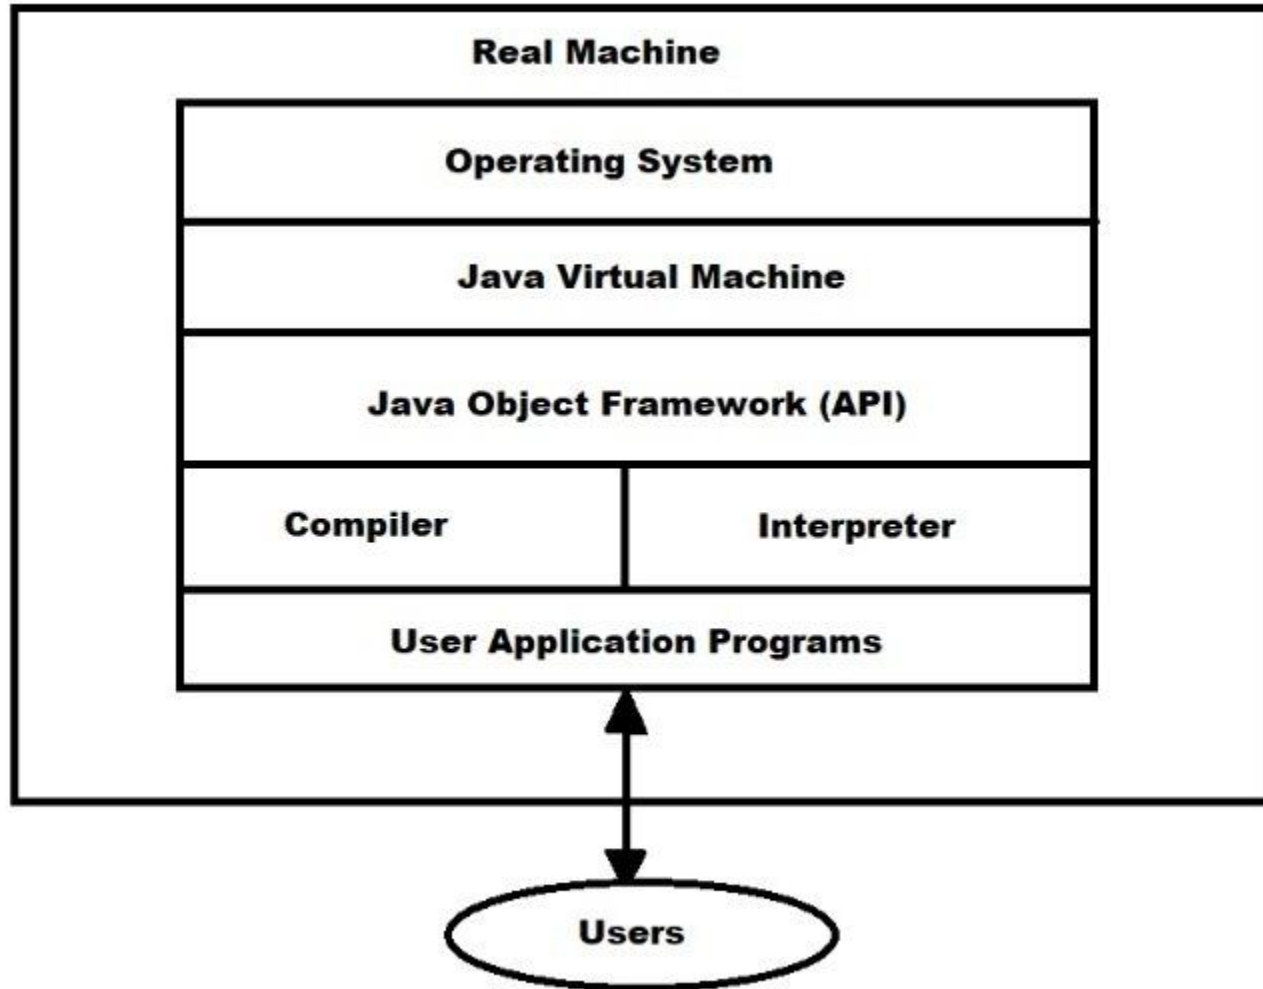 Real Machine
Operating System
Java Virtual Machine
Java Object Framework (API)
Compiler
Interpreter
User Application Programs
Users